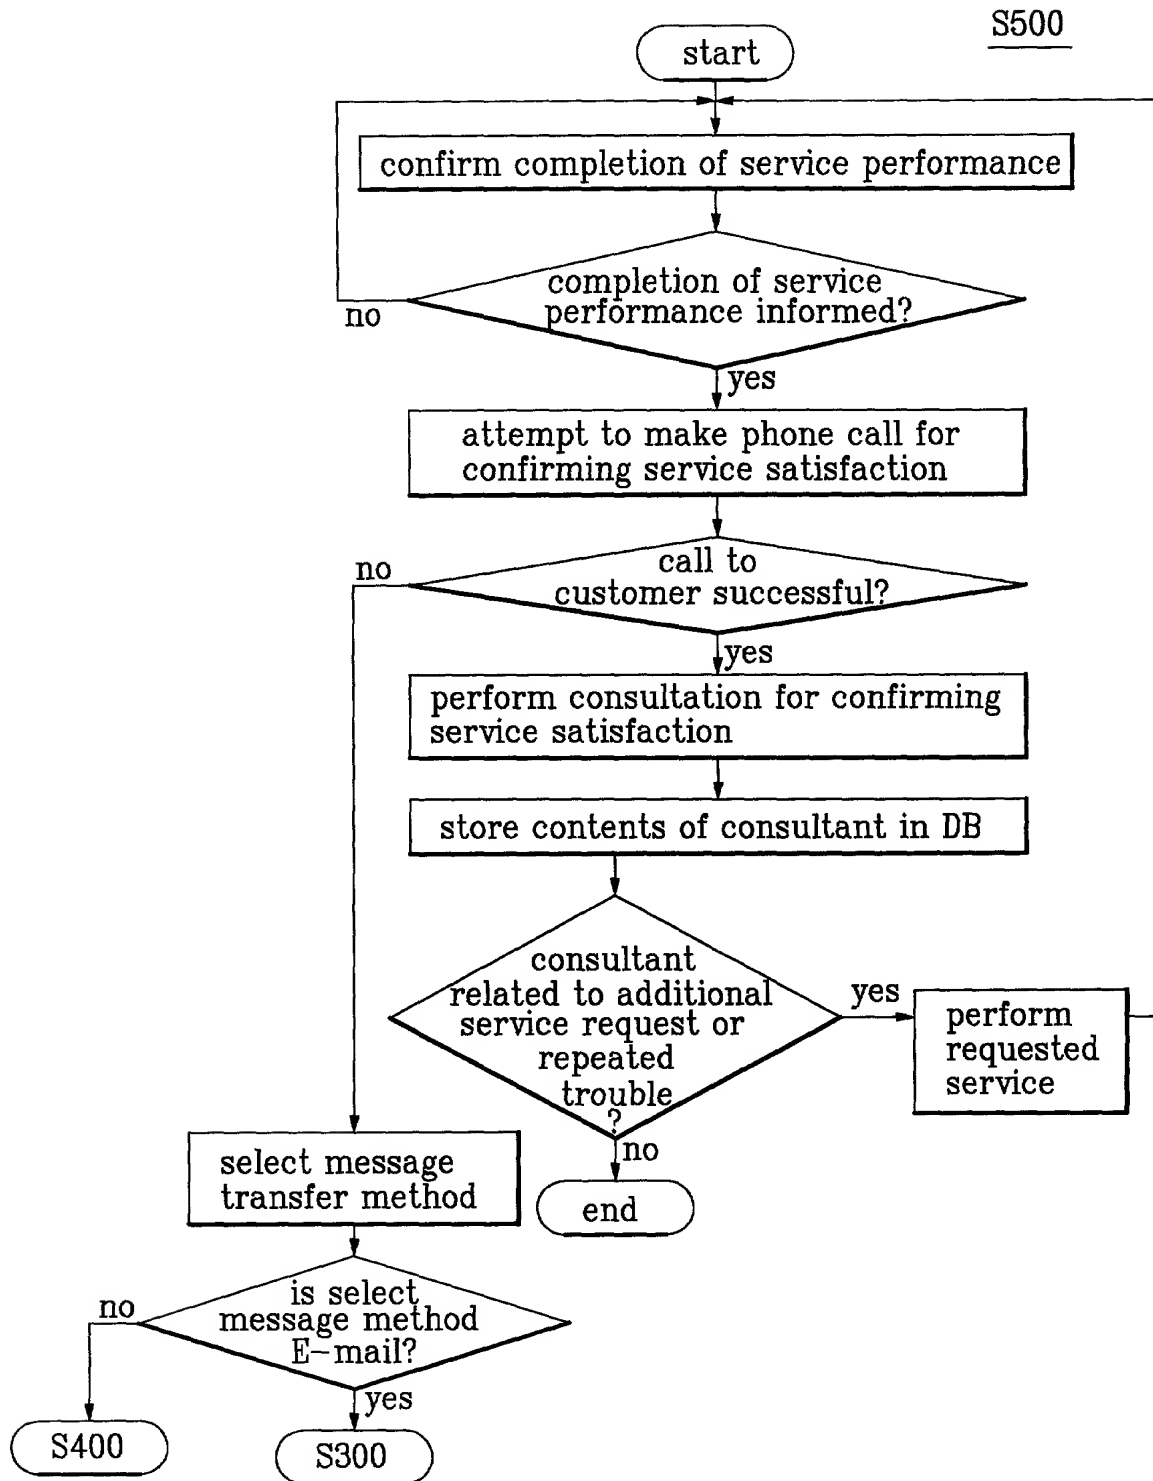 S500
start
confirm completion of service performance
completion of service
performance informed?
no
yes
attempt to make phone call for
confirming service satisfaction
call to
customer successful?
no
yes
perform consultation for confirming
service satisfaction
store contents of consultant in DB
consultant
related to additional
service request or
repeated
trouble
?
yes
perform
requested
service
no
end
select message
transfer method
is select
message method
E-mail?
no
yes
S400
S300